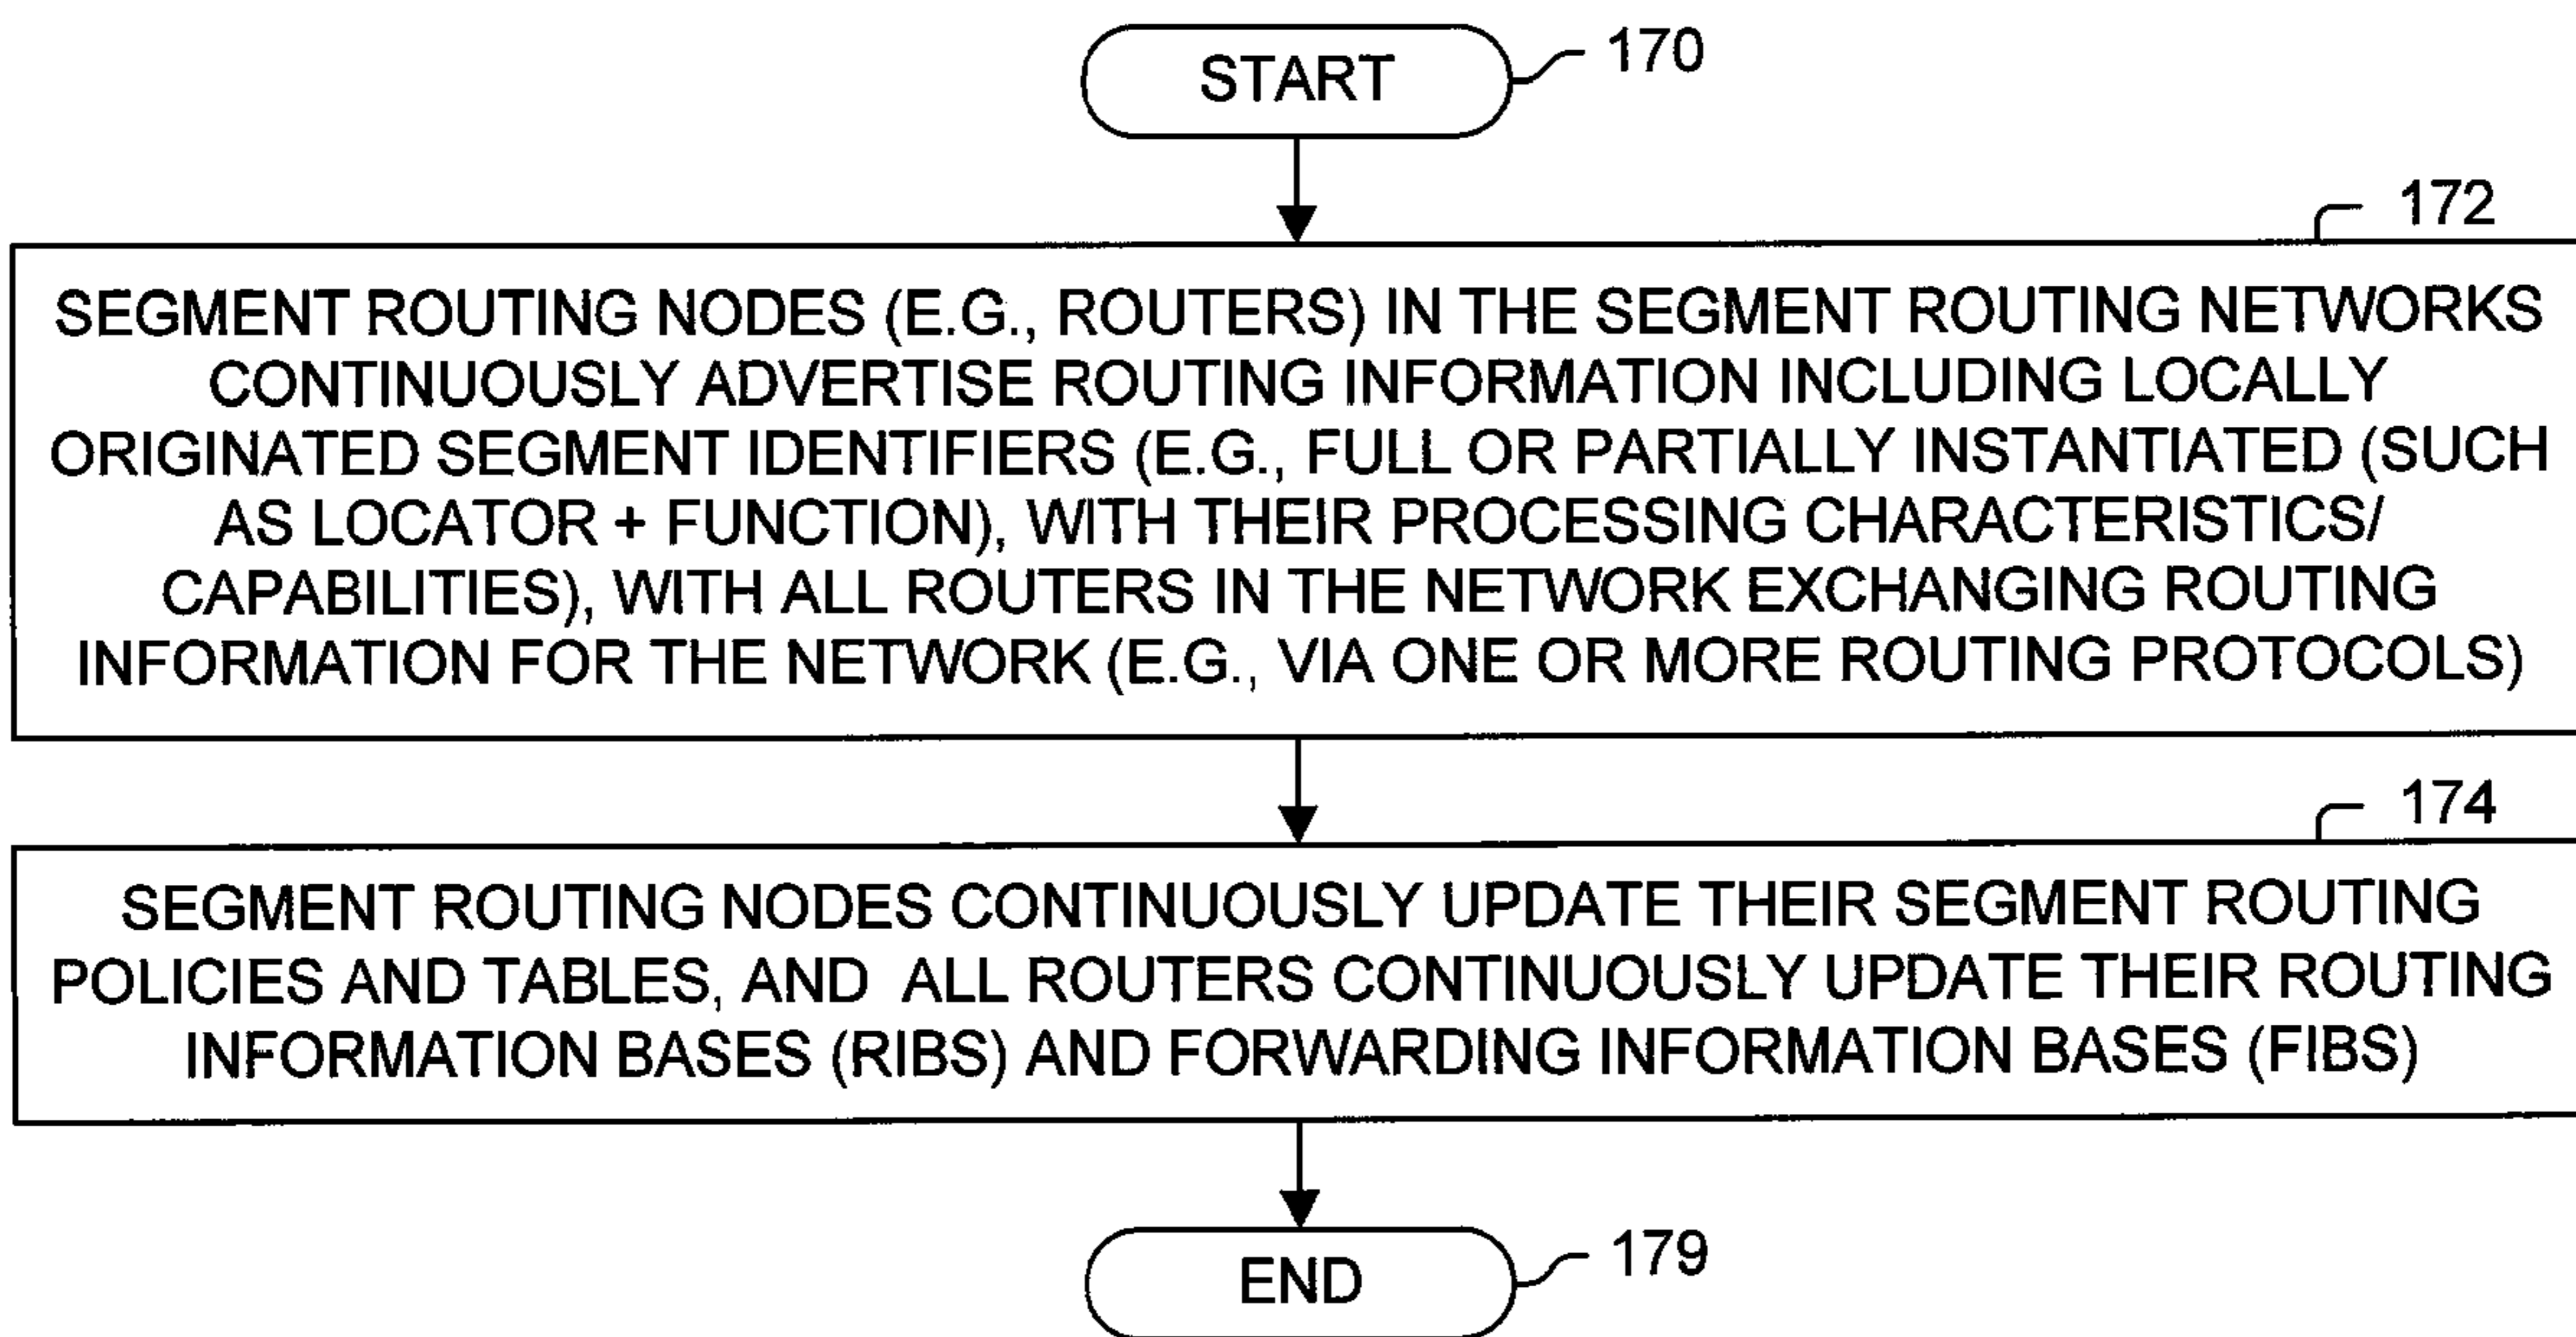 START
170
172
SEGMENT ROUTING NODES (E.G., ROUTERS) IN THE SEGMENT ROUTING NETWORKS
CONTINUOUSLY ADVERTISE ROUTING INFORMATION INCLUDING LOCALLY
ORIGINATED SEGMENT IDENTIFIERS (E.G., FULL OR PARTIALLY INSTANTIATED (SUCH
AS LOCATOR + FUNCTION), WITH THEIR PROCESSING CHARACTERISTICS/
CAPABILITIES), WITH ALL ROUTERS IN THE NETWORK EXCHANGING ROUTING
INFORMATION FOR THE NETWORK (E.G., VIA ONE OR MORE ROUTING PROTOCOLS)
174
SEGMENT ROUTING NODES CONTINUOUSLY UPDATE THEIR SEGMENT ROUTING
POLICIES AND TABLES, AND ALL ROUTERS CONTINUOUSLY UPDATE THEIR ROUTING
INFORMATION BASES (RIBS) AND FORWARDING INFORMATION BASES (FIBS)
END
179